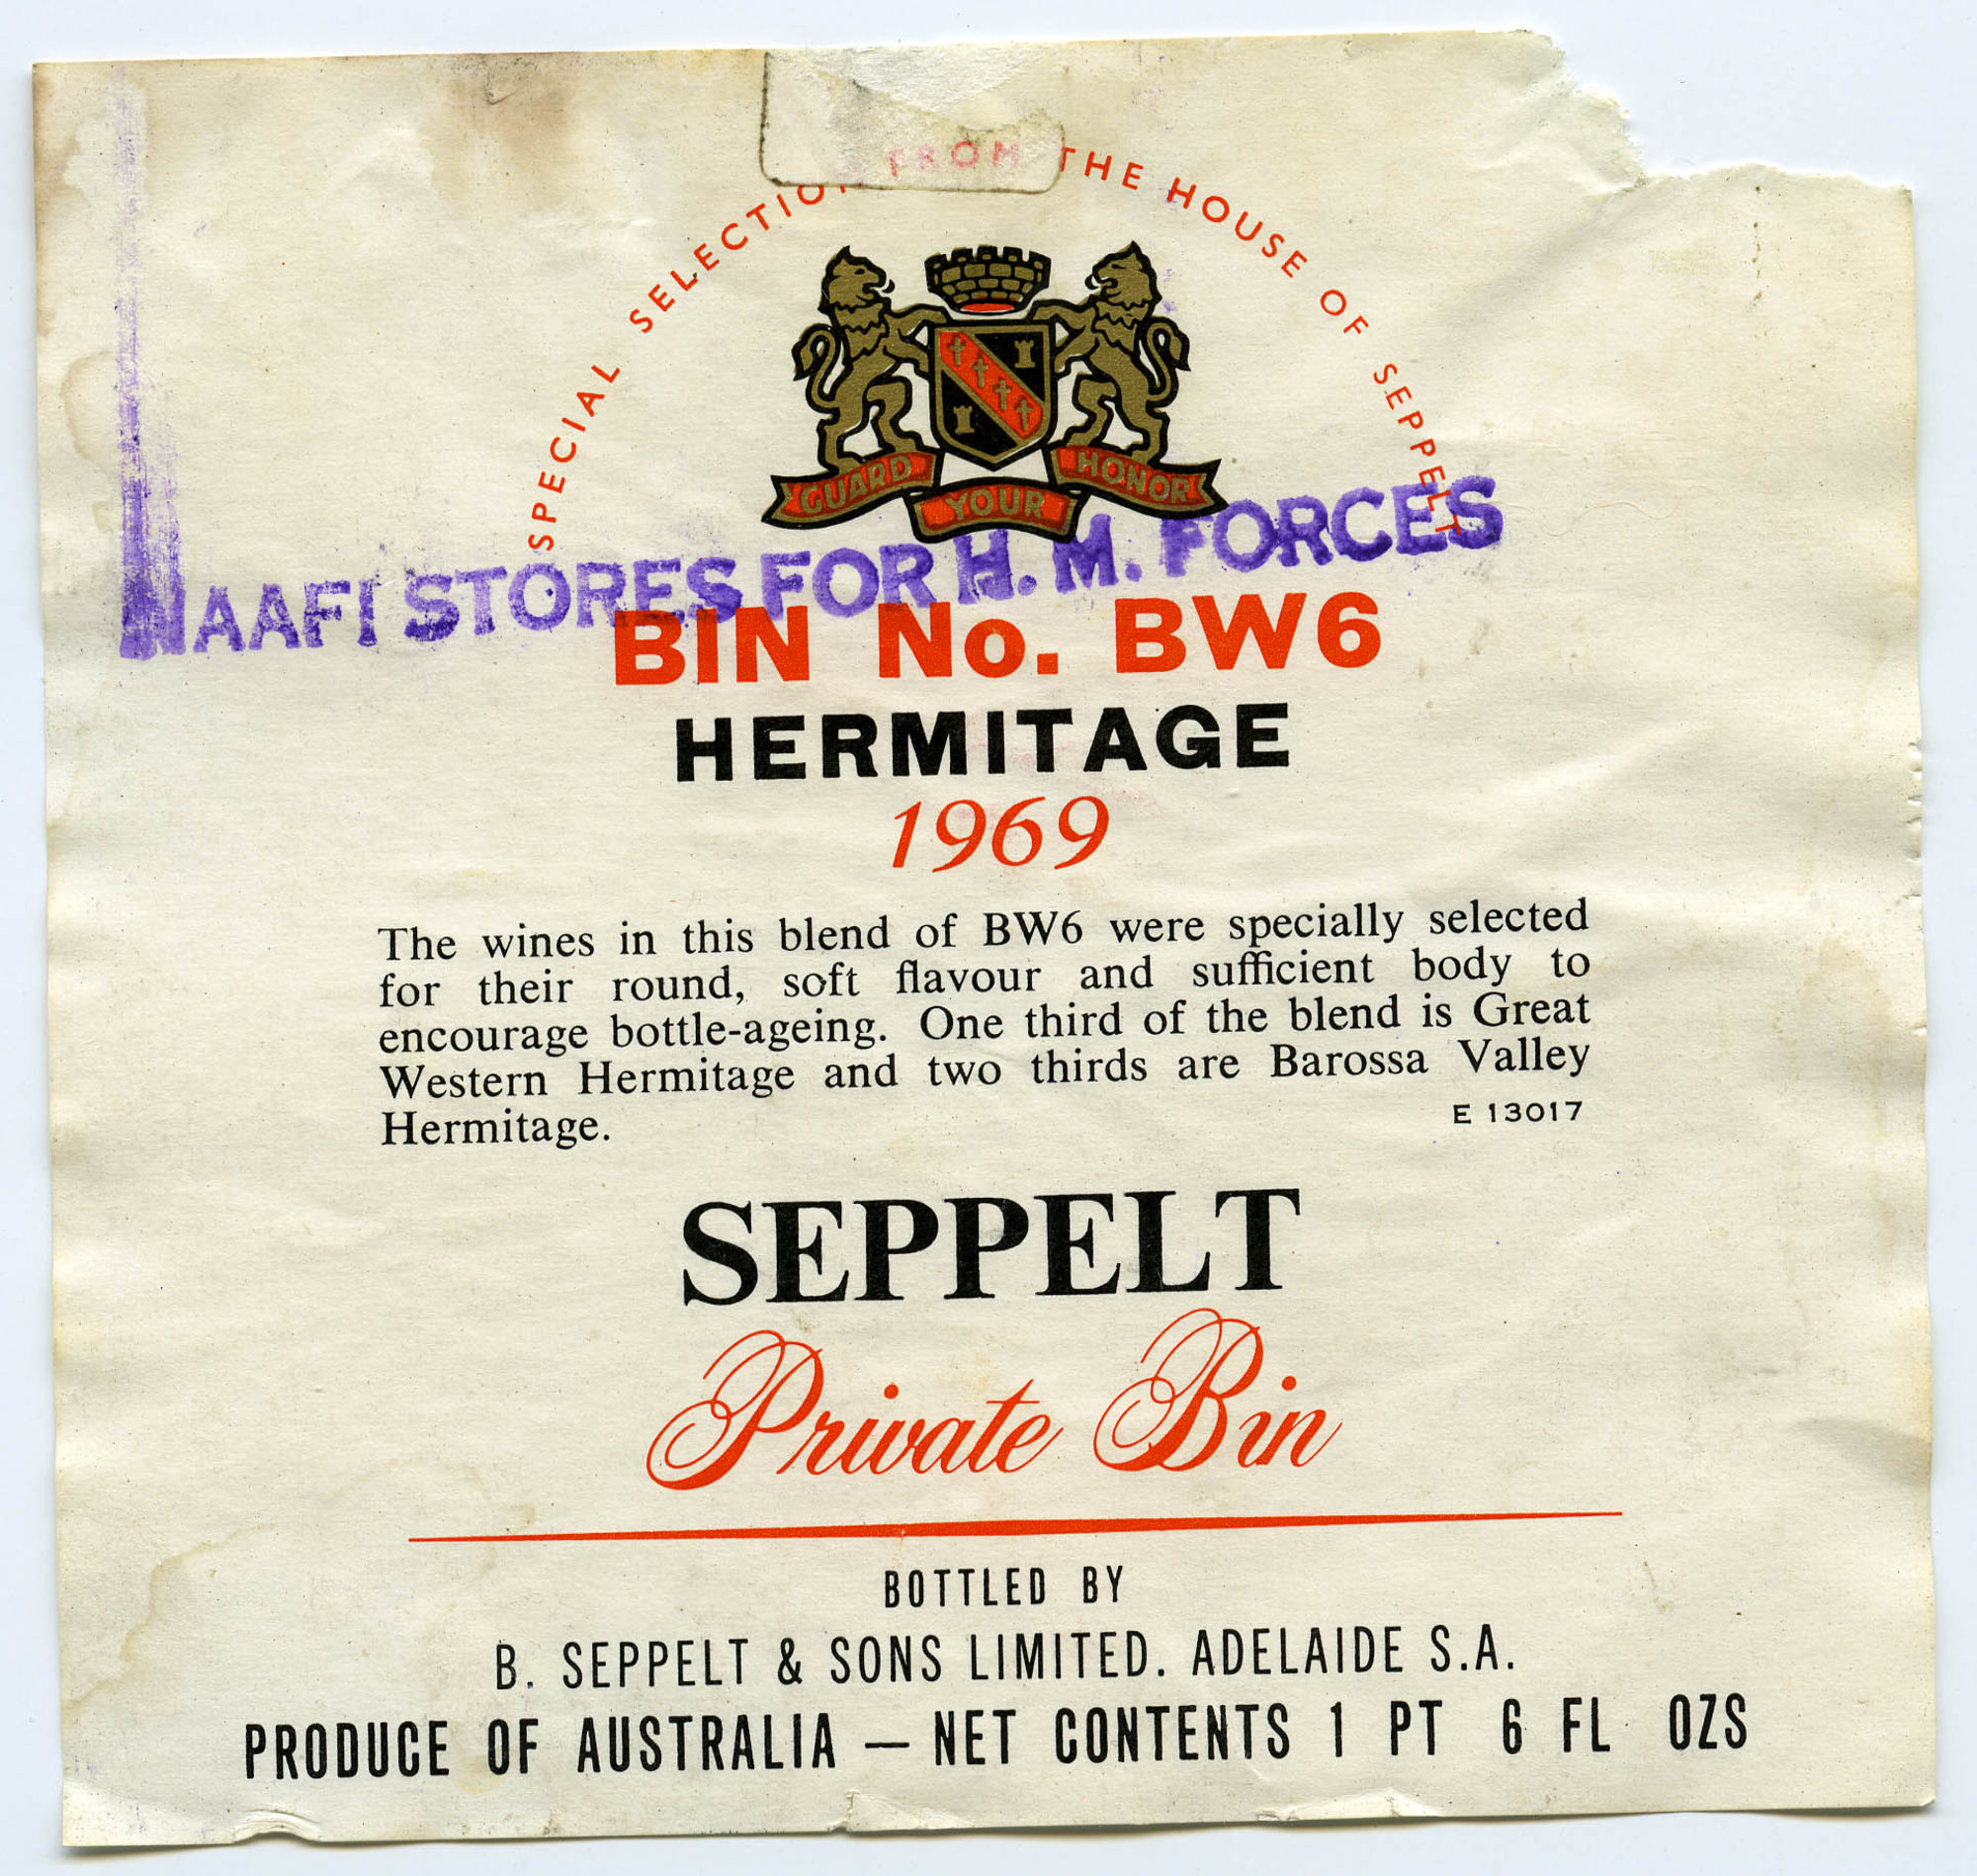 SPECIAL SELECTION FROM THE HOUSE OF SEPPELT
GUARD YOUR HONOR
NAAFI STORES FOR H. M. FORCES
BIN No. BW6
HERMITAGE
1969
The wines in this blend of BW6 were specially selected
for their round, soft flavour and sufficient body to
encourage bottle-ageing. One third of the blend is Great
Western Hermitage and two thirds are Barossa Valley
Hermitage.
E 13017
SEPPELT
Private Bin
BOTTLED BY
B. SEPPELT & SONS LIMITED. ADELAIDE S.A.
PRODUCE OF AUSTRALIA — NET CONTENTS 1 PT 6 FL OZS